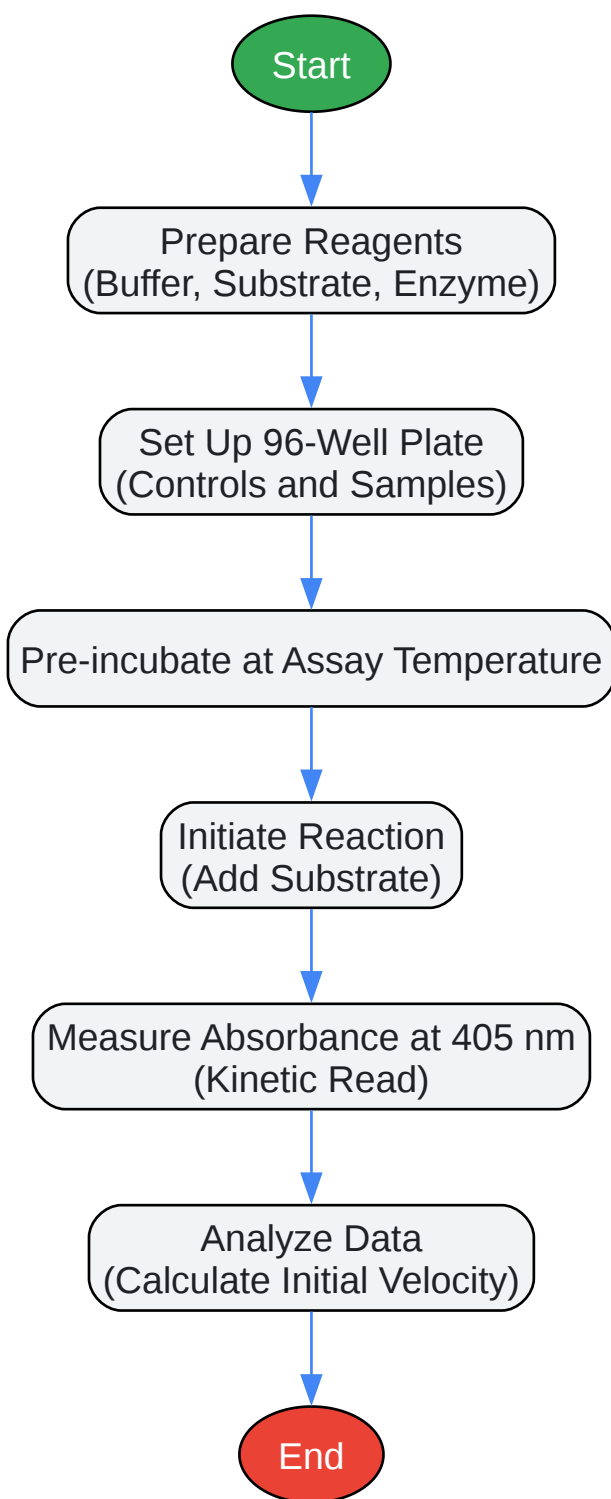 Start
Prepare Reagents
(Buffer, Substrate, Enzyme)
Set Up 96-Well Plate
(Controls and Samples)
Pre-incubate at Assay Temperature
Initiate Reaction
(Add Substrate)
Measure Absorbance at 405 nm
(Kinetic Read)
Analyze Data
(Calculate Initial Velocity)
End